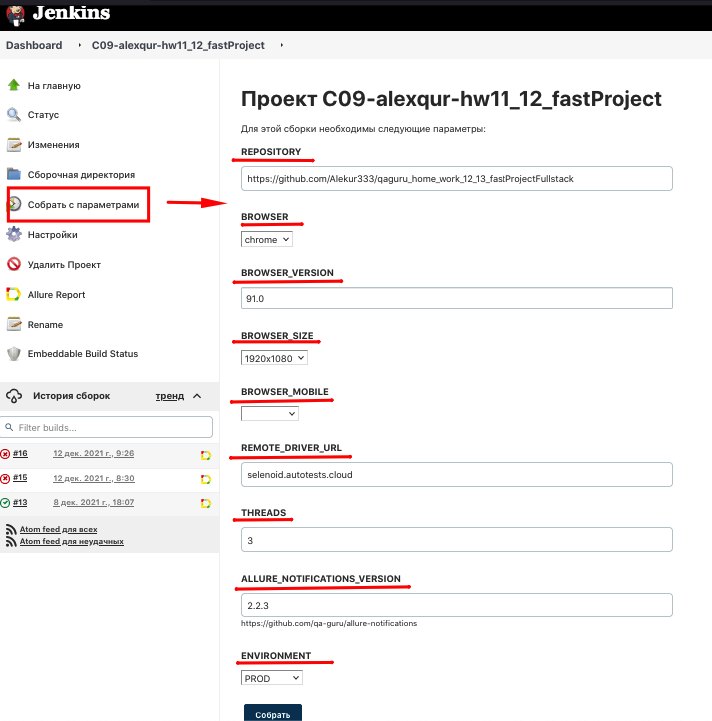 Jenkins
Dashboard
C09-alexqur-hw11_12_fastProject
На главную
Статус
Изменения
Сборочная директория
Собрать с параметрами
Настройки
Удалить Проект
Allure Report
Rename
Embeddable Build Status
История сборок
тренд
Filter builds...
#16 12 дек. 2021 г., 9:26
#15 12 дек. 2021 г., 8:30
#13 8 дек. 2021 г., 18:07
Atom feed для всех
Atom feed для неудачных
Проект C09-alexqur-hw11_12_fastProject
Для этой сборки необходимы следующие параметры:
REPOSITORY
https://github.com/Alekur333/qaguru_home_work_12_13_fastProjectFullstack
BROWSER
chrome
BROWSER_VERSION
91.0
BROWSER_SIZE
1920x1080
BROWSER_MOBILE
REMOTE_DRIVER_URL
selenoid.autotests.cloud
THREADS
3
ALLURE_NOTIFICATIONS_VERSION
2.2.3
https://github.com/qa-guru/allure-notifications
ENVIRONMENT
PROD
Собрать